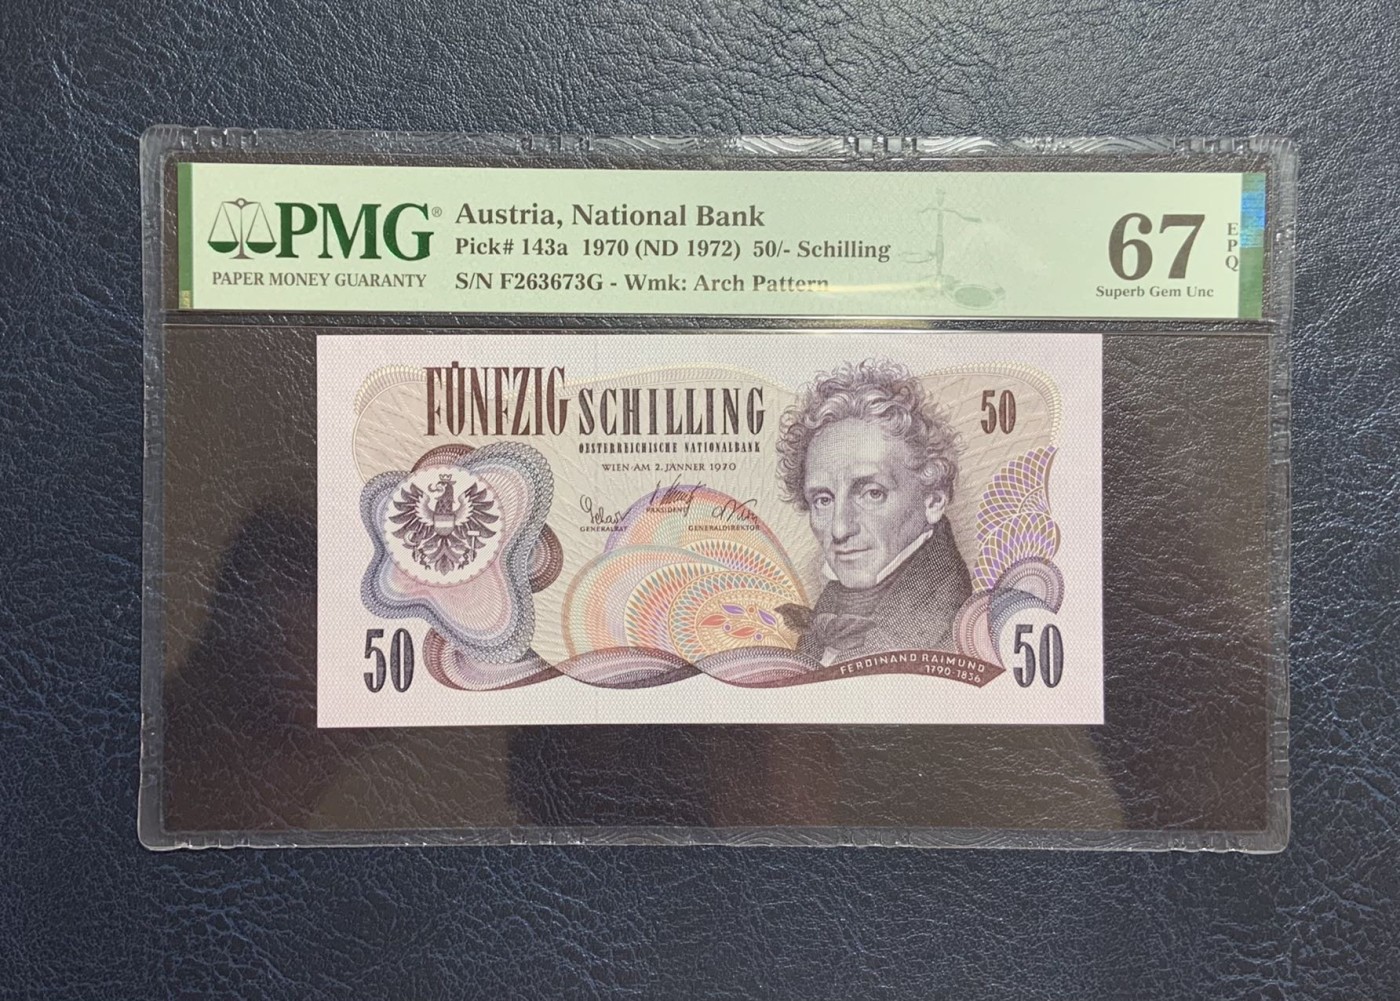 PMG®
PAPER MONEY GUARANTY
Austria, National Bank
Pick# 143a 1970 (ND 1972) 50/- Schilling
S/N F263673G - Wmk: Arch Pattern
67
EPQ
Superb Gem Unc
FÜNFZIG SCHILLING
OESTERREICHISCHE NATIONALBANK
WIEN·AM 2. JÄNNER 1970
GENERALRAT
PRÄSIDENT
GENERALDIREKTOR
50
50
FERDINAND RAIMUND
1790-1836
50